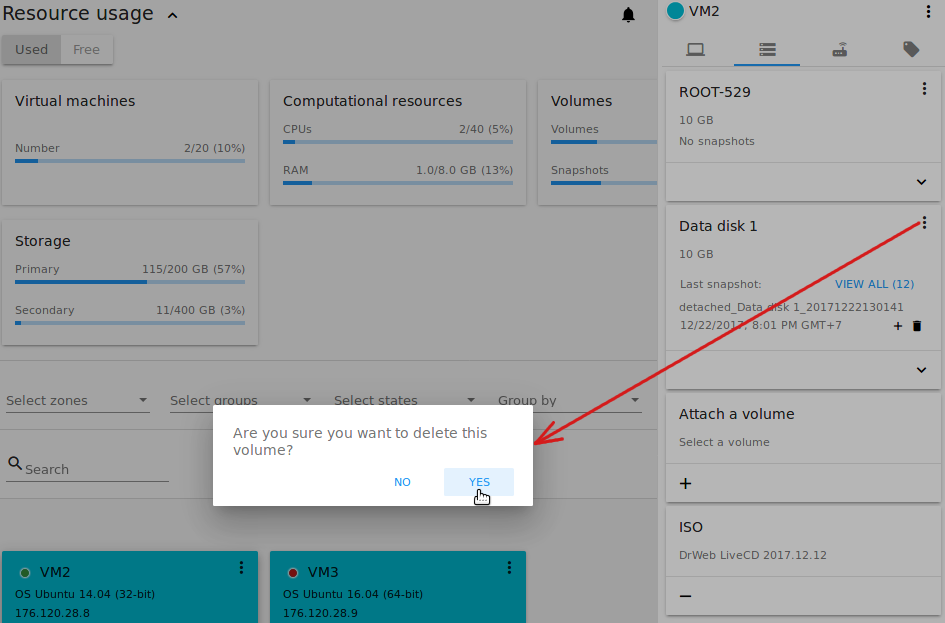 Resource usage
Used
Free
Virtual machines
Number 2/20 (10%)
Computational resources
CPUs 2/40 (5%)
RAM 1.0/8.0 GB (13%)
Volumes
Volumes
Snapshots
Storage
Primary 115/200 GB (57%)
Secondary 11/400 GB (3%)
Select zones
Select groups
Select states
Group by
Search
Are you sure you want to delete this
volume?
NO
YES
VM2
OS Ubuntu 14.04 (32-bit)
176.120.28.8
VM3
OS Ubuntu 16.04 (64-bit)
176.120.28.9
VM2
ROOT-529
10 GB
No snapshots
Data disk 1
10 GB
Last snapshot: VIEW ALL (12)
detached_Data disk 1_20171222130141
12/22/2017, 8:01 PM GMT+7
Attach a volume
Select a volume
ISO
DrWeb LiveCD 2017.12.12